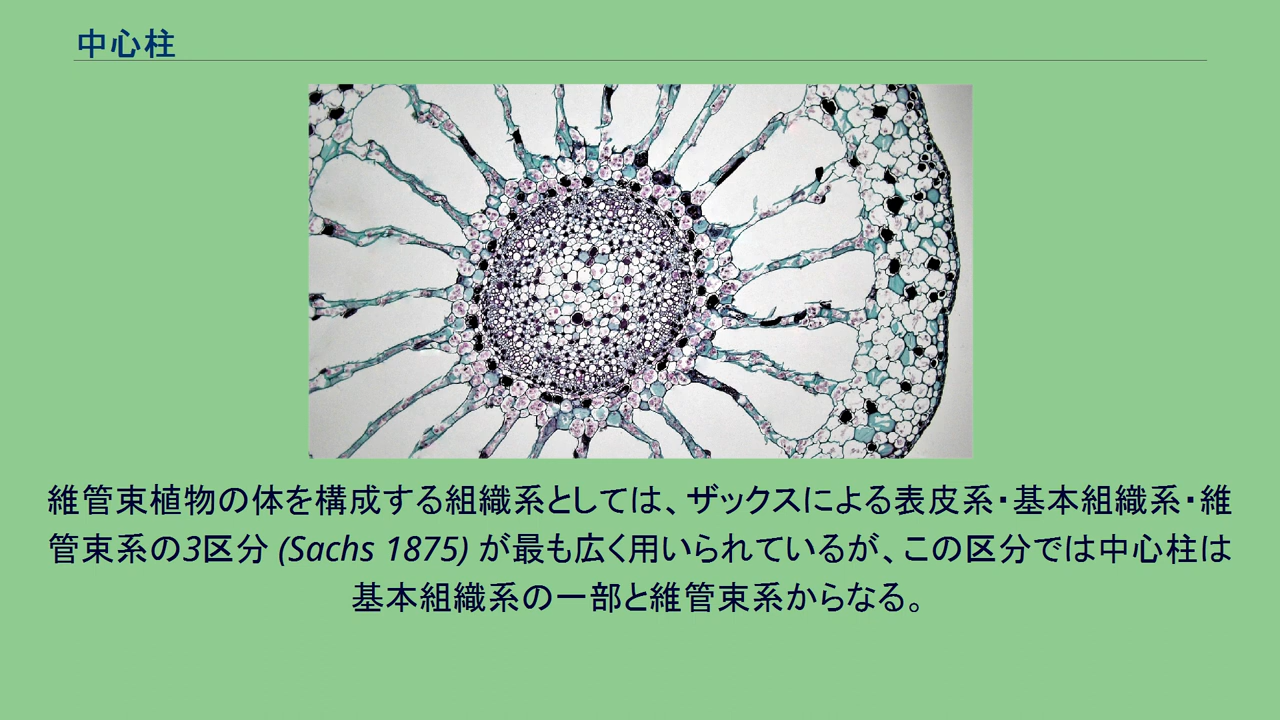 中心柱
維管束植物の体を構成する組織系としては、ザックスによる表皮系・基本組織系・維
管束系の3区分 (Sachs 1875) が最も広く用いられているが、この区分では中心柱は
基本組織系の一部と維管束系からなる。